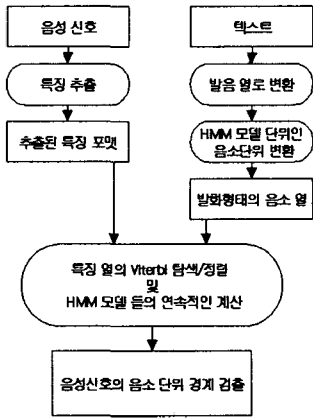 음성 신호
텍스트
특징 추출
발음 열로 변환
추출된 특징 포맷
HMM 모델 단위인
음소단위 변환
발화형태의 음소 열
특징 열의 Viterbi 탐색/정렬
및
HMM 모델 들의 연속적인 계산
음성신호의 음소 단위 경계 검출